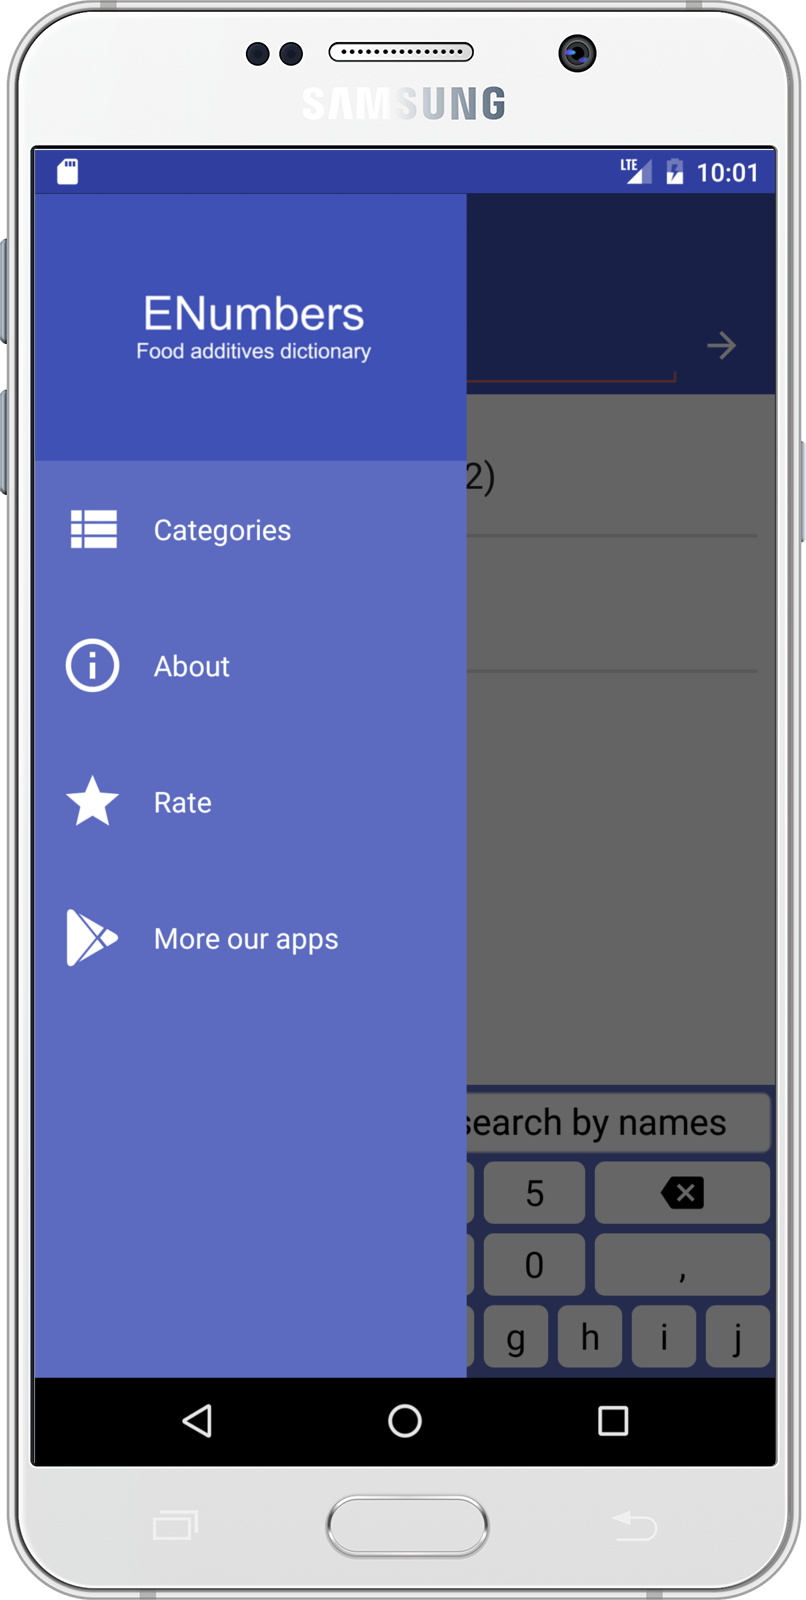 SAMSUNG
LTE 10:01
ENumbers
Food additives dictionary
2)
Categories
About
Rate
More our apps
search by names
5
0 ,
g h i j